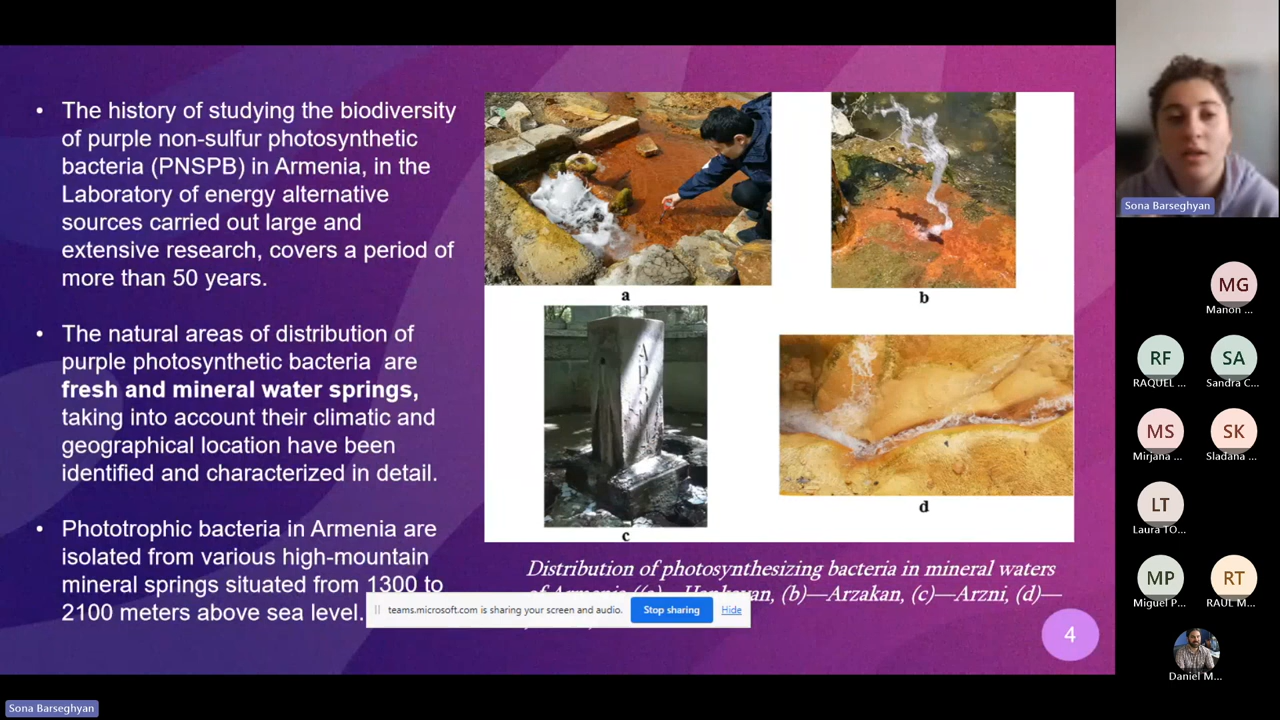 • The history of studying the biodiversity
of purple non-sulfur photosynthetic
bacteria (PNSPB) in Armenia, in the
Laboratory of energy alternative
sources carried out large and
extensive research, covers a period of
more than 50 years.
• The natural areas of distribution of
purple photosynthetic bacteria are
fresh and mineral water springs,
taking into account their climatic and
geographical location have been
identified and characterized in detail.
• Phototrophic bacteria in Armenia are
isolated from various high-mountain
mineral springs situated from 1300 to
2100 meters above sea level.
a
b
c
d
Distribution of photosynthesizing bacteria in mineral waters
(b)—Arzakan, (c)—Arzni, (d)—
teams.microsoft.com is sharing your screen and audio.
Stop sharing
Hide
4
Sona Barseghyan
MG
Manon ...
RF
RAQUEL ...
SA
Sandra C...
MS
Mirjana ...
SK
Sladana ...
LT
Laura TO...
MP
Miguel P...
RT
RAUL M...
Daniel M...
Sona Barseghyan